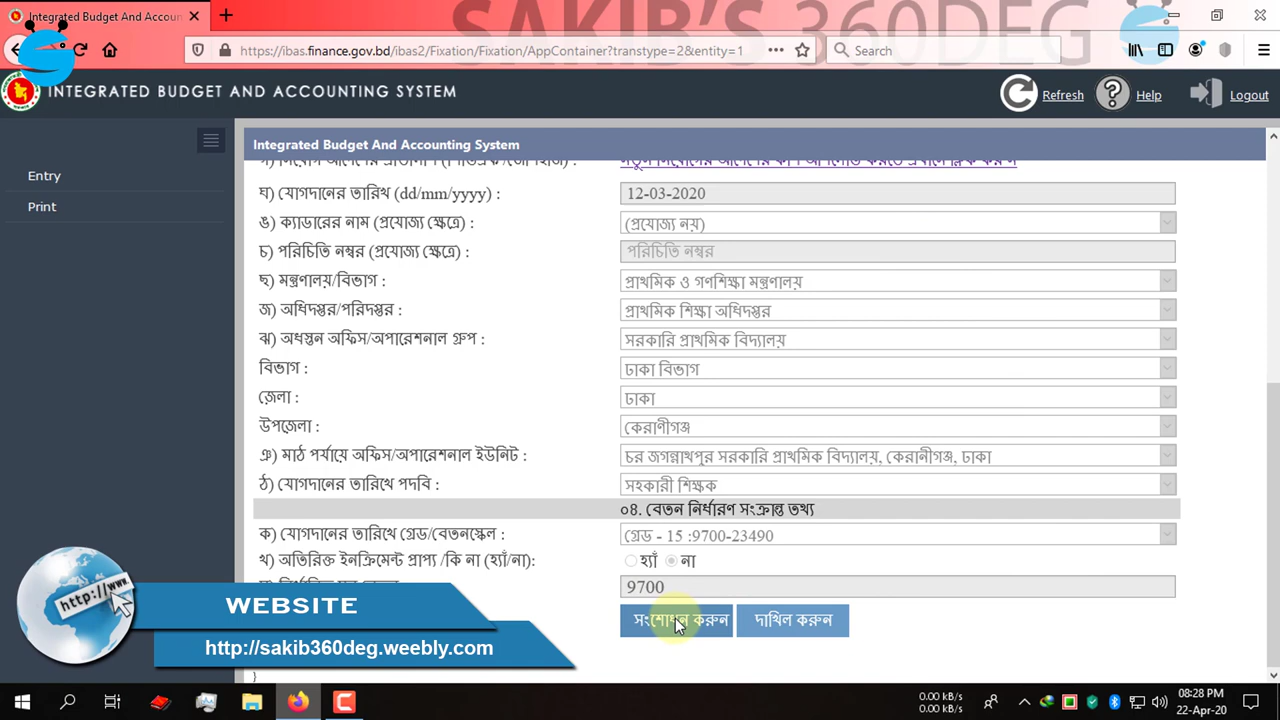 SAKIB'S 360DEG
Integrated Budget And Accoun
https://ibas.finance.gov.bd/ibas2/Fixation/Fixation/AppContainer?transtype=2&entity=1
Search
INTEGRATED BUDGET AND ACCOUNTING SYSTEM
Refresh
Help
Logout
Entry
Print
Integrated Budget And Accounting System
ঘ) যোগদানের তারিখ (dd/mm/yyyy) : 12-03-2020
ঙ) ক্যাডারের নাম (প্রযোজ্য ক্ষেত্রে) : (প্রযোজ্য নয়)
চ) পরিচিতি নম্বর (প্রযোজ্য ক্ষেত্রে) : পরিচিতি নম্বর
ছ) মন্ত্রণালয়/বিভাগ : প্রাথমিক ও গণশিক্ষা মন্ত্রণালয়
জ) অধিদপ্তর/পরিদপ্তর : প্রাথমিক শিক্ষা অধিদপ্তর
ঝ) অধস্তন অফিস/অপারেশনাল গ্রুপ : সরকারি প্রাথমিক বিদ্যালয়
বিভাগ : ঢাকা বিভাগ
জেলা : ঢাকা
উপজেলা : কেরাণীগঞ্জ
ঞ) মাঠ পর্যায়ে অফিস/অপারেশনাল ইউনিট : চর জগন্নাথপুর সরকারি প্রাথমিক বিদ্যালয়, কেরানীগঞ্জ, ঢাকা
ঠ) যোগদানের তারিখে পদবি : সহকারী শিক্ষক
০৪. বেতন নির্ধারণ সংক্রান্ত তথ্য
ক) যোগদানের তারিখে গ্রেড/বেতনস্কেল : গ্রেড - 15 :9700-23490
খ) অতিরিক্ত ইনক্রিমেন্ট প্রাপ্য /কি না (হ্যাঁ/না): হ্যাঁ না
9700
সংশোধন করুন দাখিল করুন
}
http://www.
WEBSITE
http://sakib360deg.weebly.com
0.00 kB/s
0.00 kB/s
08:28 PM
22-Apr-20